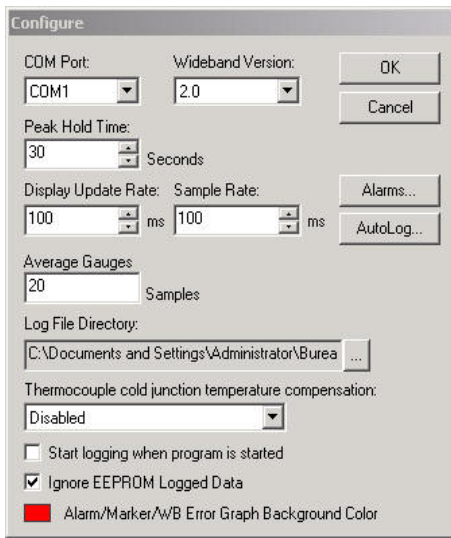 Configure
COM Port: Wideband Version: OK
COM1 2.0
Cancel
Peak Hold Time:
30 Seconds
Display Update Rate: Sample Rate: Alarms...
100 ms 100 ms
AutoLog...
Average Gauges
20 Samples
Log File Directory:
C:\Documents and Settings\Administrator\Burea ...
Thermocouple cold junction temperature compensation:
Disabled
Start logging when program is started
Ignore EEPROM Logged Data
Alarm/Marker/WB Error Graph Background Color